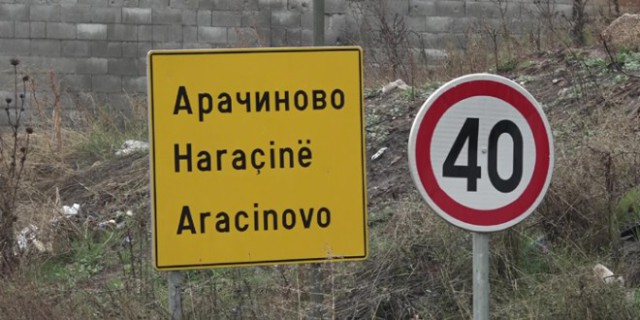 Арачиново
Haraçinë
Aracinovo
40